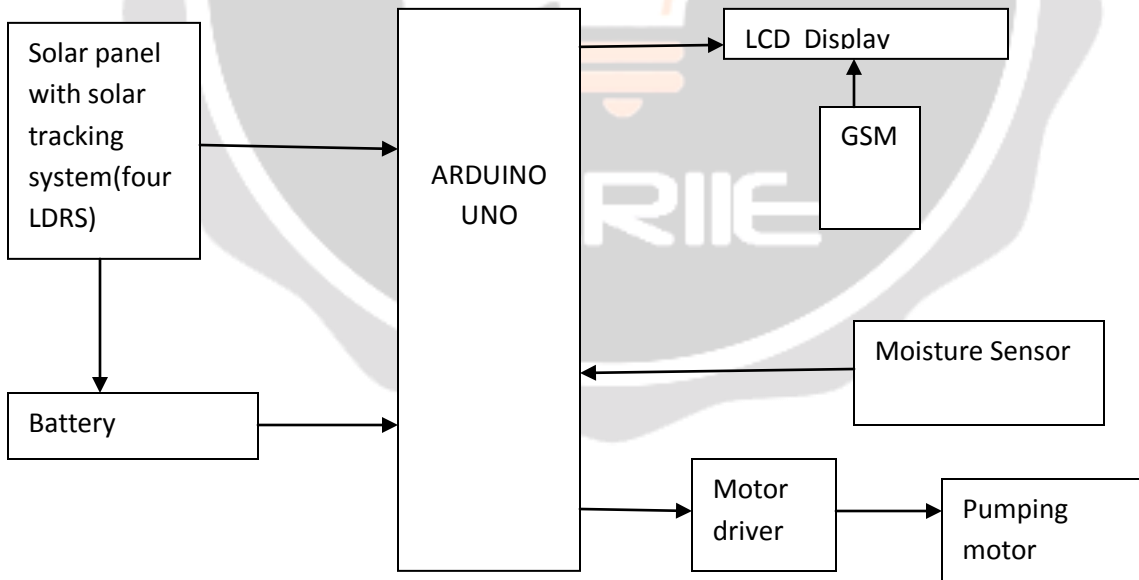 Solar panel
with solar
tracking
system(four
LDRS)
ARDUINO
UNO
LCD Display
GSM
RIIE
Moisture Sensor
Battery
Motor
driver
Pumping
motor